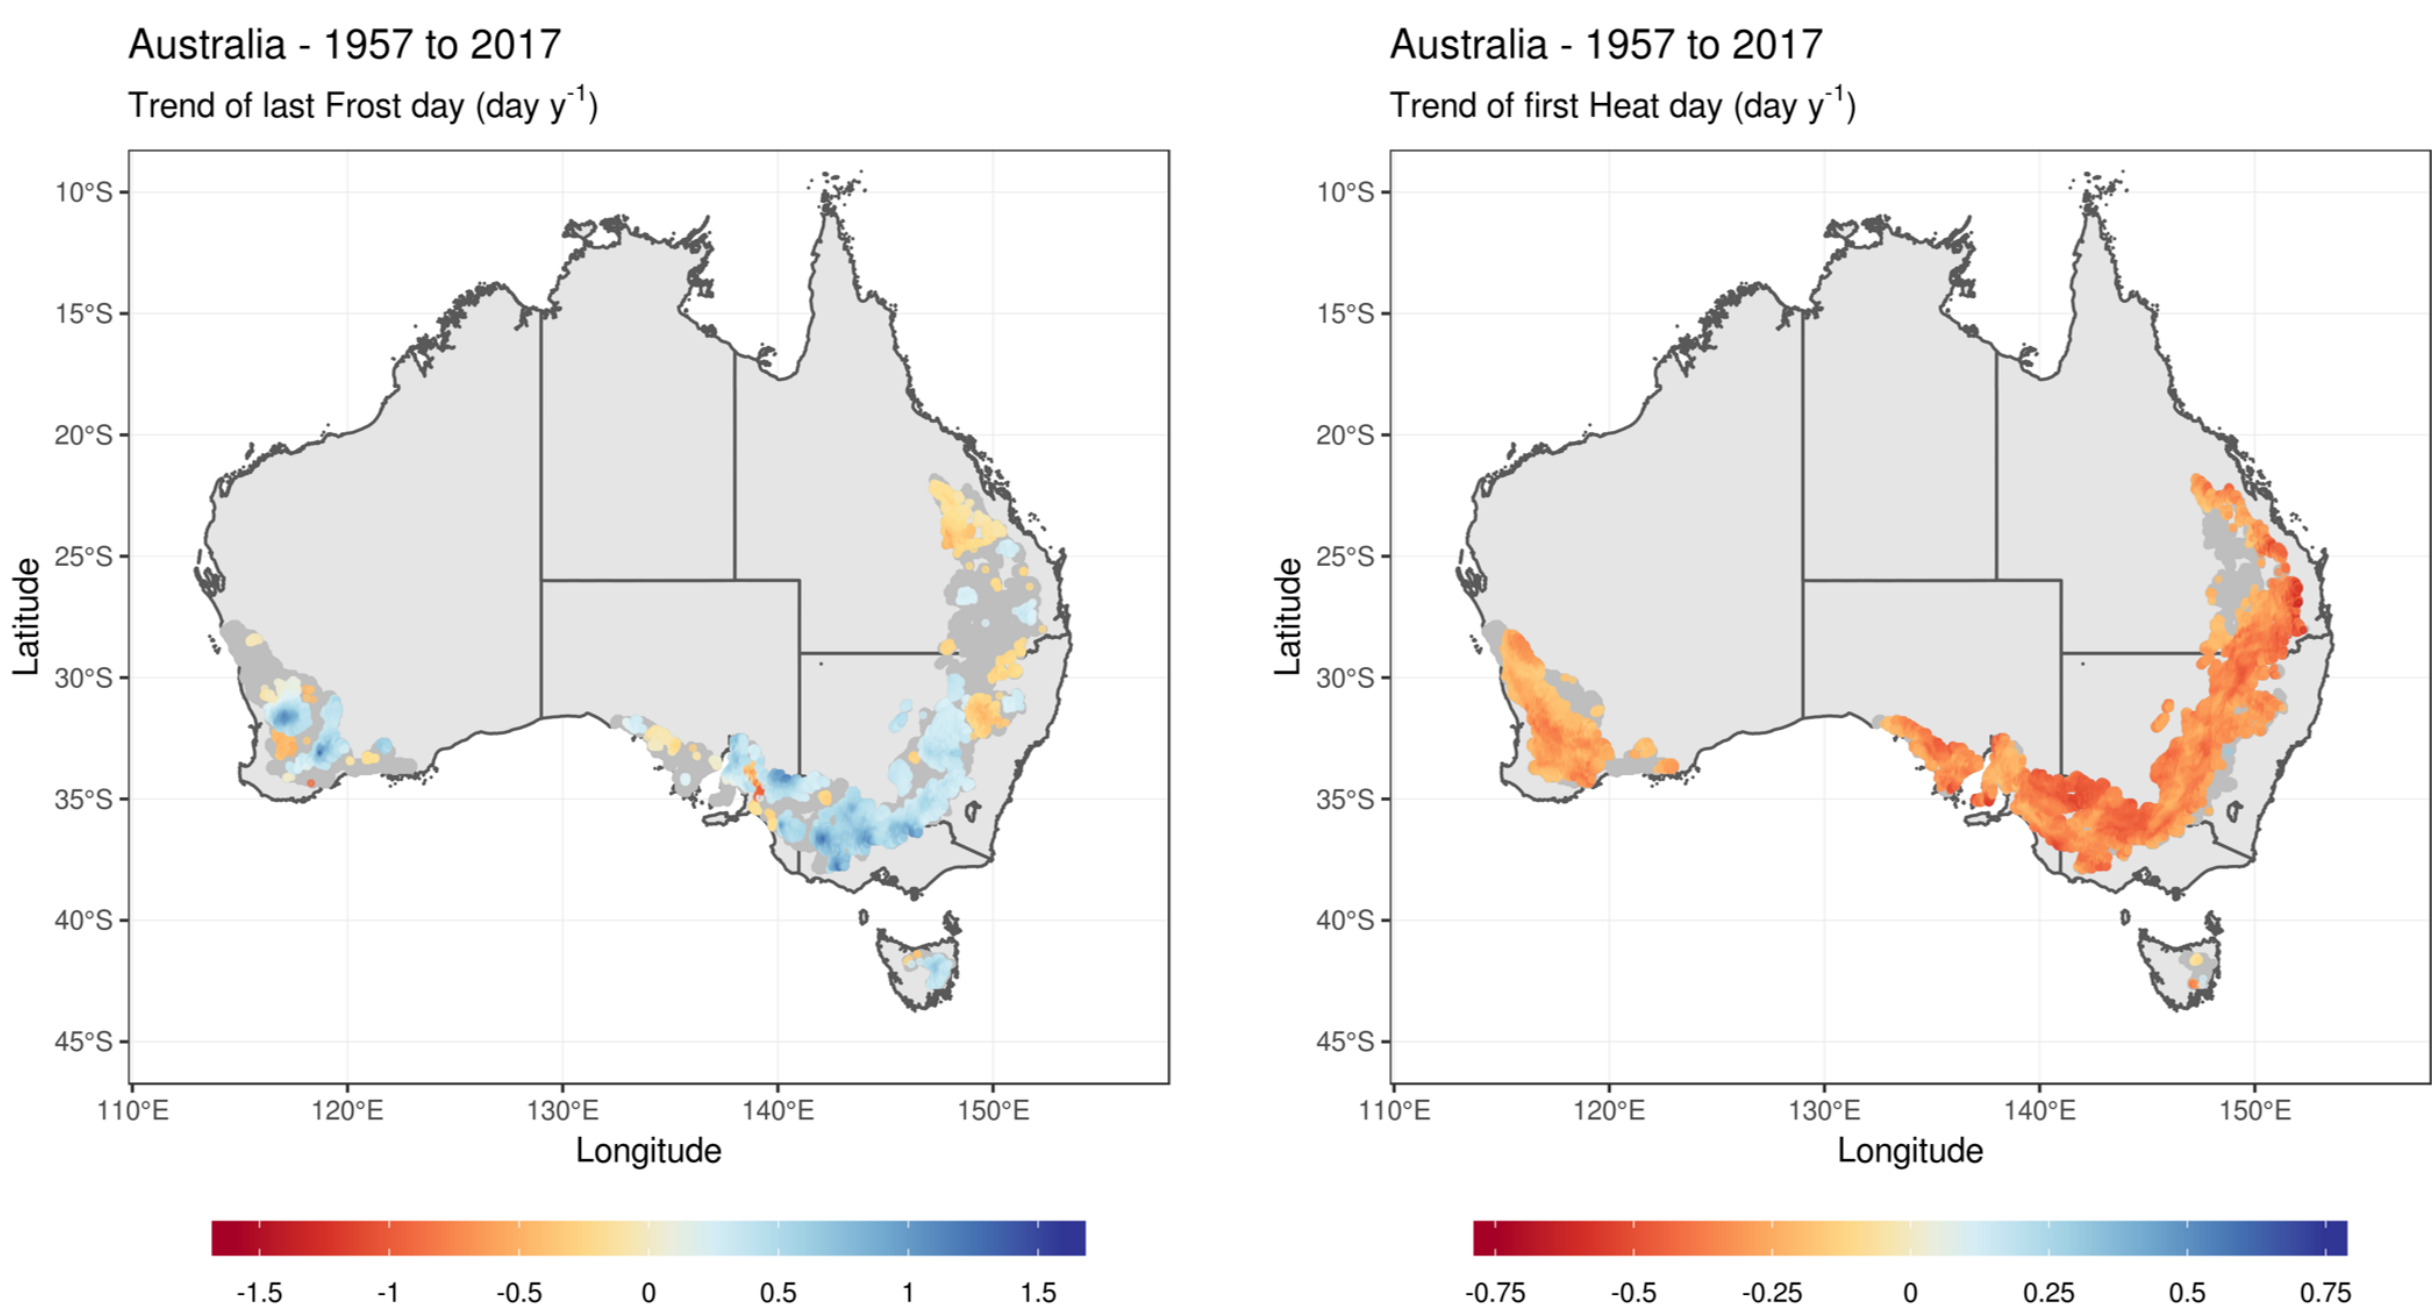 Australia - 1957 to 2017
Trend of last Frost day (day y⁻¹)
10°S
15°S
20°S
25°S
30°S
35°S
40°S
45°S
Latitude
110°E 120°E 130°E 140°E 150°E
Longitude
-1.5 -1 -0.5 0 0.5 1 1.5
Australia - 1957 to 2017
Trend of first Heat day (day y⁻¹)
10°S
15°S
20°S
25°S
30°S
35°S
40°S
45°S
Latitude
110°E 120°E 130°E 140°E 150°E
Longitude
-0.75 -0.5 -0.25 0 0.25 0.5 0.75